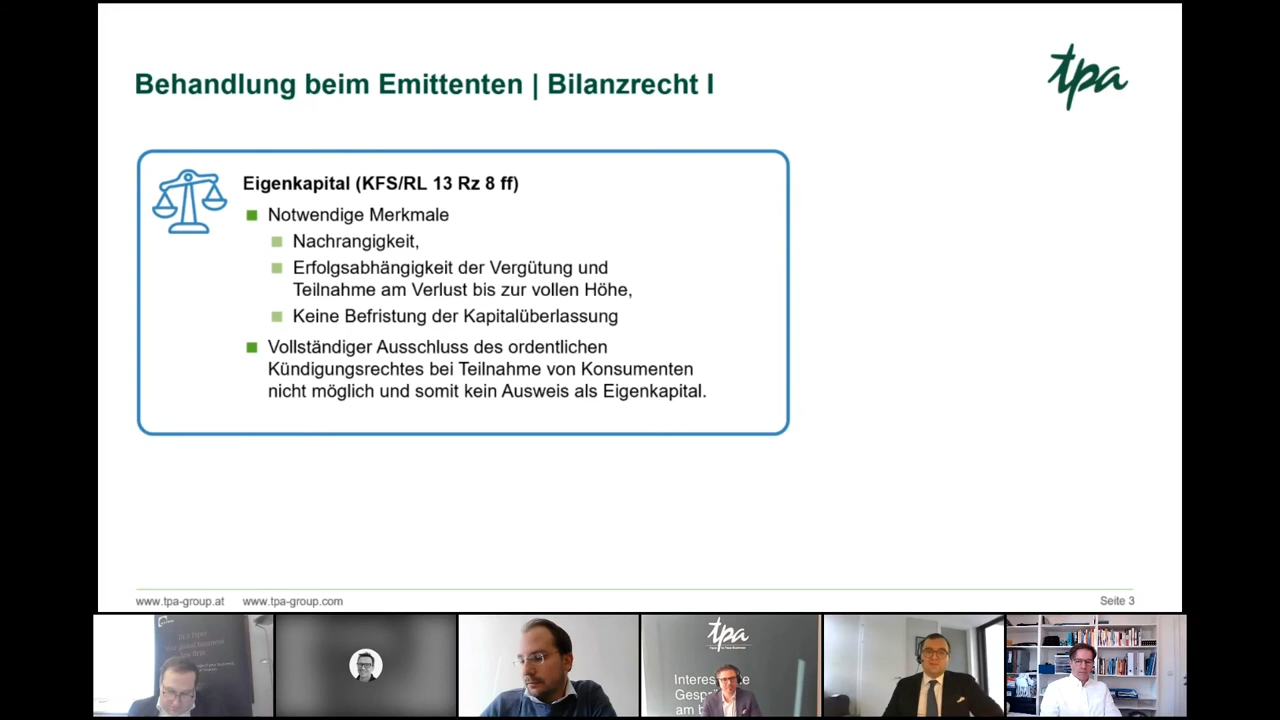 Behandlung beim Emittenten | Bilanzrecht I
tpa
Eigenkapital (KFS/RL 13 Rz 8 ff)
Notwendige Merkmale
Nachrangigkeit,
Erfolgsabhängigkeit der Vergütung und
Teilnahme am Verlust bis zur vollen Höhe,
Keine Befristung der Kapitalüberlassung
Vollständiger Ausschluss des ordentlichen
Kündigungsrechtes bei Teilnahme von Konsumenten
nicht möglich und somit kein Ausweis als Eigenkapital.
www.tpa-group.at www.tpa-group.com
Seite 3
DLA Piper
tpa
am